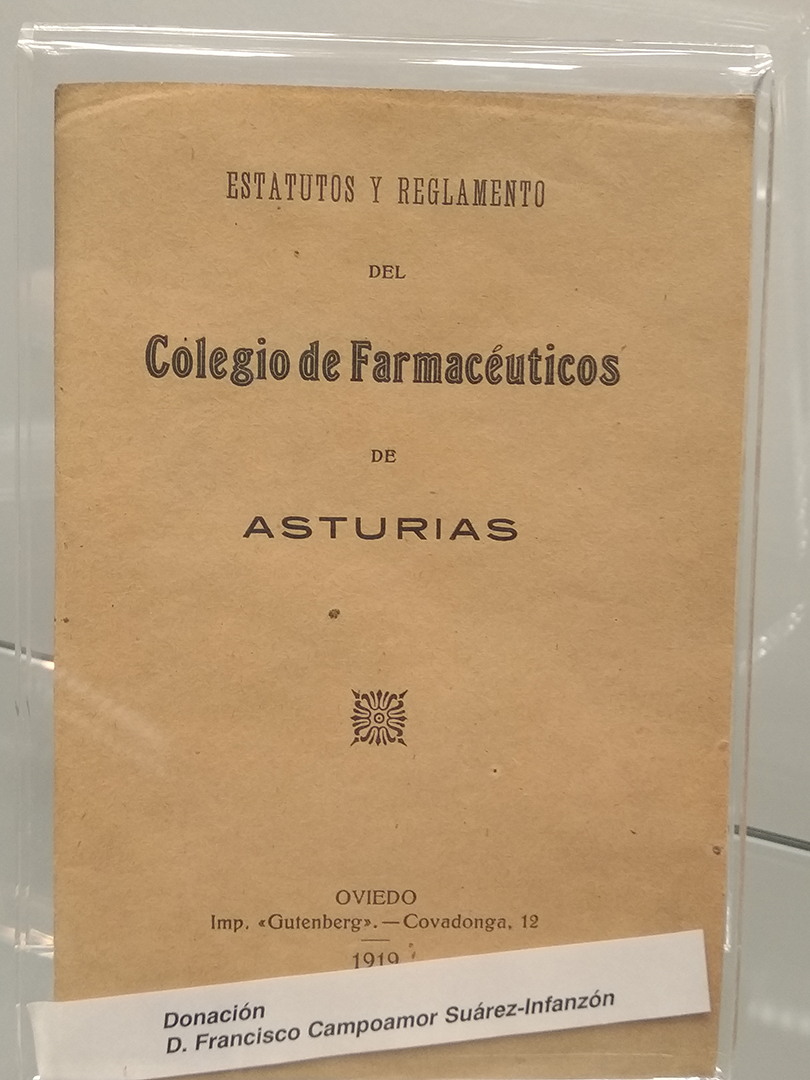 ESTATUTOS Y REGLAMENTO
DEL
Colegio de Farmacéuticos
DE
ASTURIAS
OVIEDO
Imp. «Gutenberg».—Covadonga, 12
1919
Donación
D. Francisco Campoamor Suárez-Infanzón